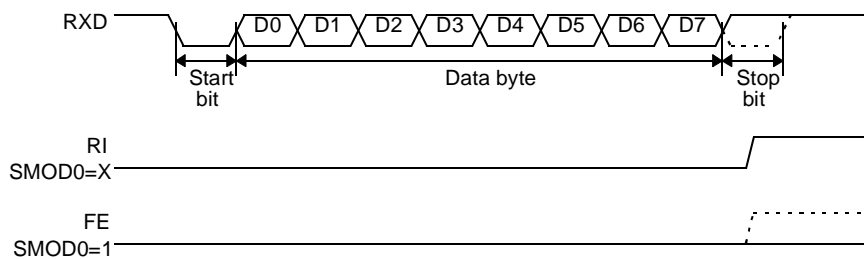 RXD D0 D1 D2 D3 D4 D5 D6 D7
Start bit
Data byte
Stop bit
RI
SMOD0=X
FE
SMOD0=1